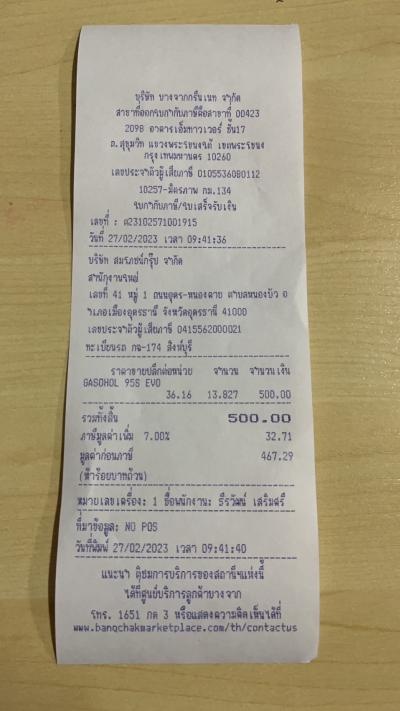 บริษัท บางจากกรีนเนท จำกัด
สาขาที่ออกใบกำกับภาษีคือสาขาที่ 00423
2098 อาคารเอ็มทาวเวอร์ ชั้น17
ถ.สุขุมวิท แขวงพระโขนงใต้ เขตพระโขนง
กรุงเทพมหานคร 10260
เลขประจำตัวผู้เสียภาษี 0105536080112
10257-มิตรภาพ กม.134
ใบกำกับภาษี/ใบเสร็จรับเงิน
เลขที่ : a23102571001915
วันที่ 27/02/2023 เวลา 09:41:36
บริษัท สมรภชน์กรุ๊ป จำกัด
สำนักงานใหญ่
เลขที่ 41 หมู่ 1 ถนนอุดร-หนองคาย ตำบลหนองบัว อ
ำเภอเมืองอุดรธานี จังหวัดอุดรธานี 41000
เลขประจำตัวผู้เสียภาษี 0415562000021
ทะเบียนรถ กฉ-174 สิงห์บุรี
ราคาขายปลีกต่อหน่วย จำนวน จำนวนเงิน
GASOHOL 95S EVO
36.16 13.827 500.00
รวมทั้งสิ้น 500.00
ภาษีมูลค่าเพิ่ม 7.00% 32.71
มูลค่าก่อนภาษี 467.29
(ห้าร้อยบาทถ้วน)
หมายเลขเครื่อง: 1 ชื่อพนักงาน: ธีรวัฒน์ เสริมศรี
ที่มาข้อมูล: NO POS
วันที่พิมพ์ 27/02/2023 เวลา 09:41:40
แนะนำ ติชมการบริการของสถานีฯแห่งนี้
ได้ที่ศูนย์บริการลูกค้าบางจาก
โทร. 1651 กด 3 หรือแสดงความคิดเห็นได้ที่
www.bangchakmarketplace.com/th/contactus